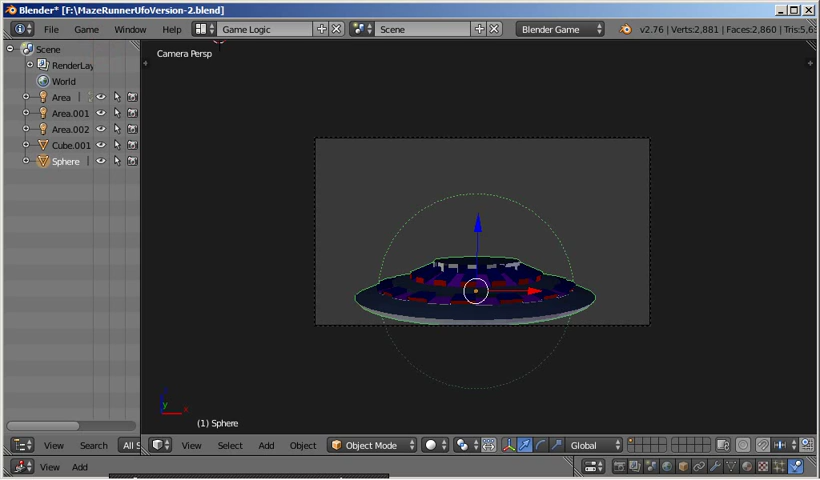 Blender* [F:\MazeRunnerUfoVersion-2.blend]
File Game Window Help Game Logic Scene Blender Game v2.76 | Verts:2,881 | Faces:2,860 | Tris:5,63
Scene
RenderLay
World
Area
Area.001
Area.002
Cube.001
Sphere
Camera Persp
y x
(1) Sphere
View Search All S View Select Add Object Object Mode Global
View Add